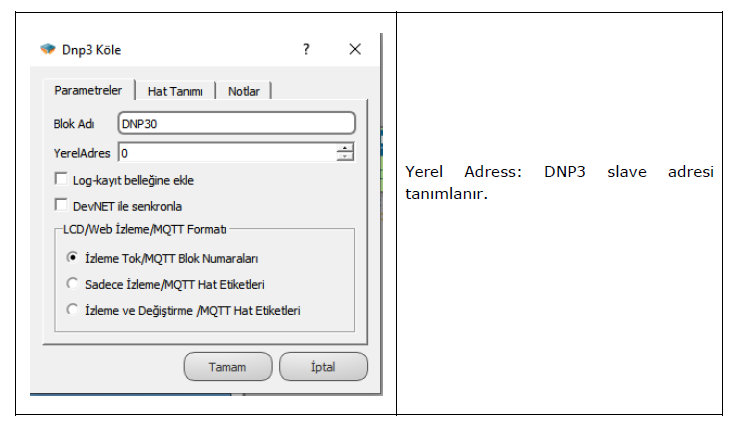 Dnp3 Köle ?
Parametreler Hat Tanımı Notlar
Blok Adı DNP30
YerelAdres 0
Log-kayıt belleğine ekle
DevNET ile senkronla
LCD/Web İzleme/MQTT Formatı
İzleme Tok/MQTT Blok Numaraları
Sadece İzleme/MQTT Hat Etiketleri
İzleme ve Değiştirme /MQTT Hat Etiketleri
Tamam İptal
Yerel Adress: DNP3 slave adresi
tanımlanır.